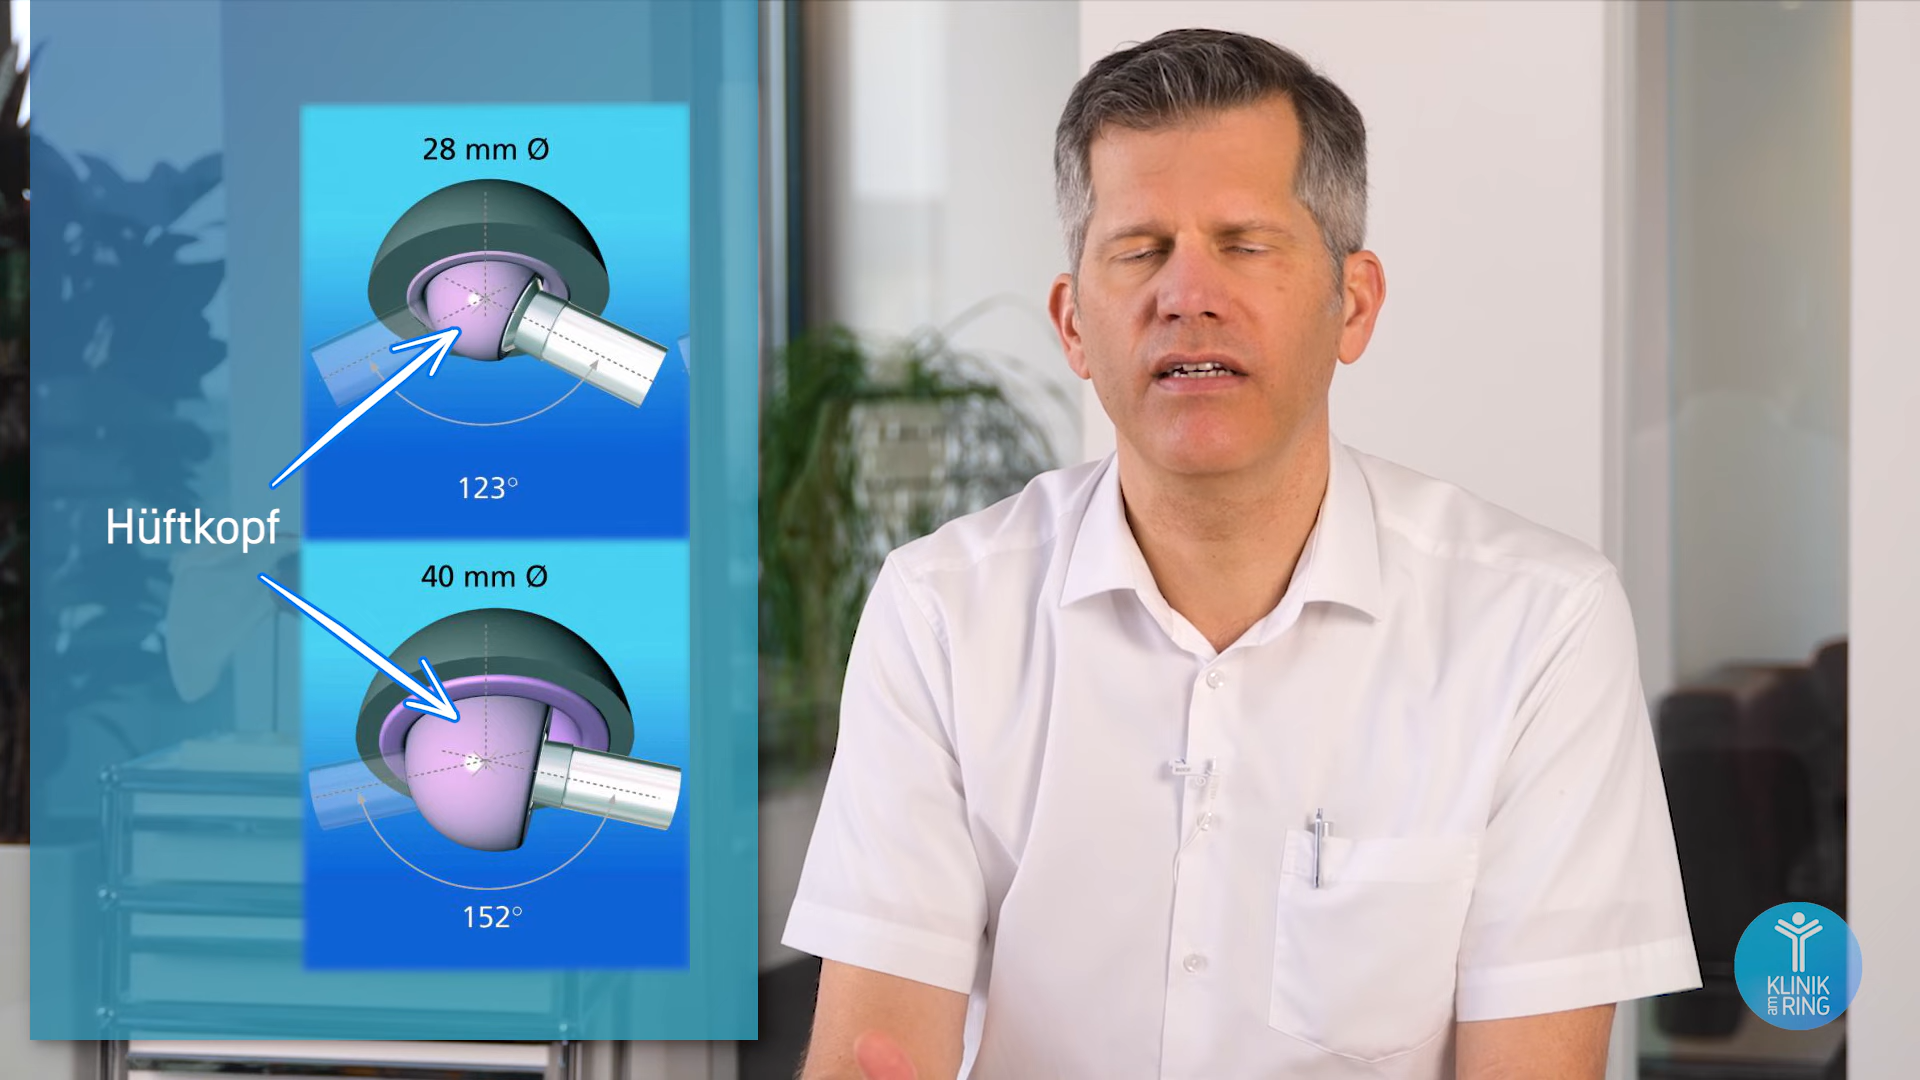 28 mm Ø
123°
Hüftkopf
40 mm Ø
152°
KLINIK
am RING